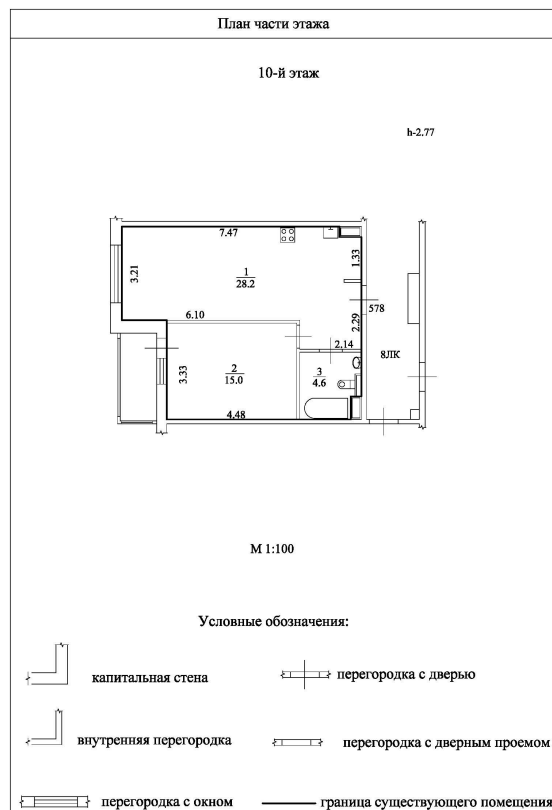 План части этажа
10-й этаж
h-2.77
7.47
3.21
1
28.2
1.33
578
6.10
2.29
2.14
8ЛК
3.33
2
15.0
3
4.6
4.48
М 1:100
Условные обозначения:
капитальная стена
перегородка с дверью
внутренняя перегородка
перегородка с дверным проемом
перегородка с окном
граница существующего помещения